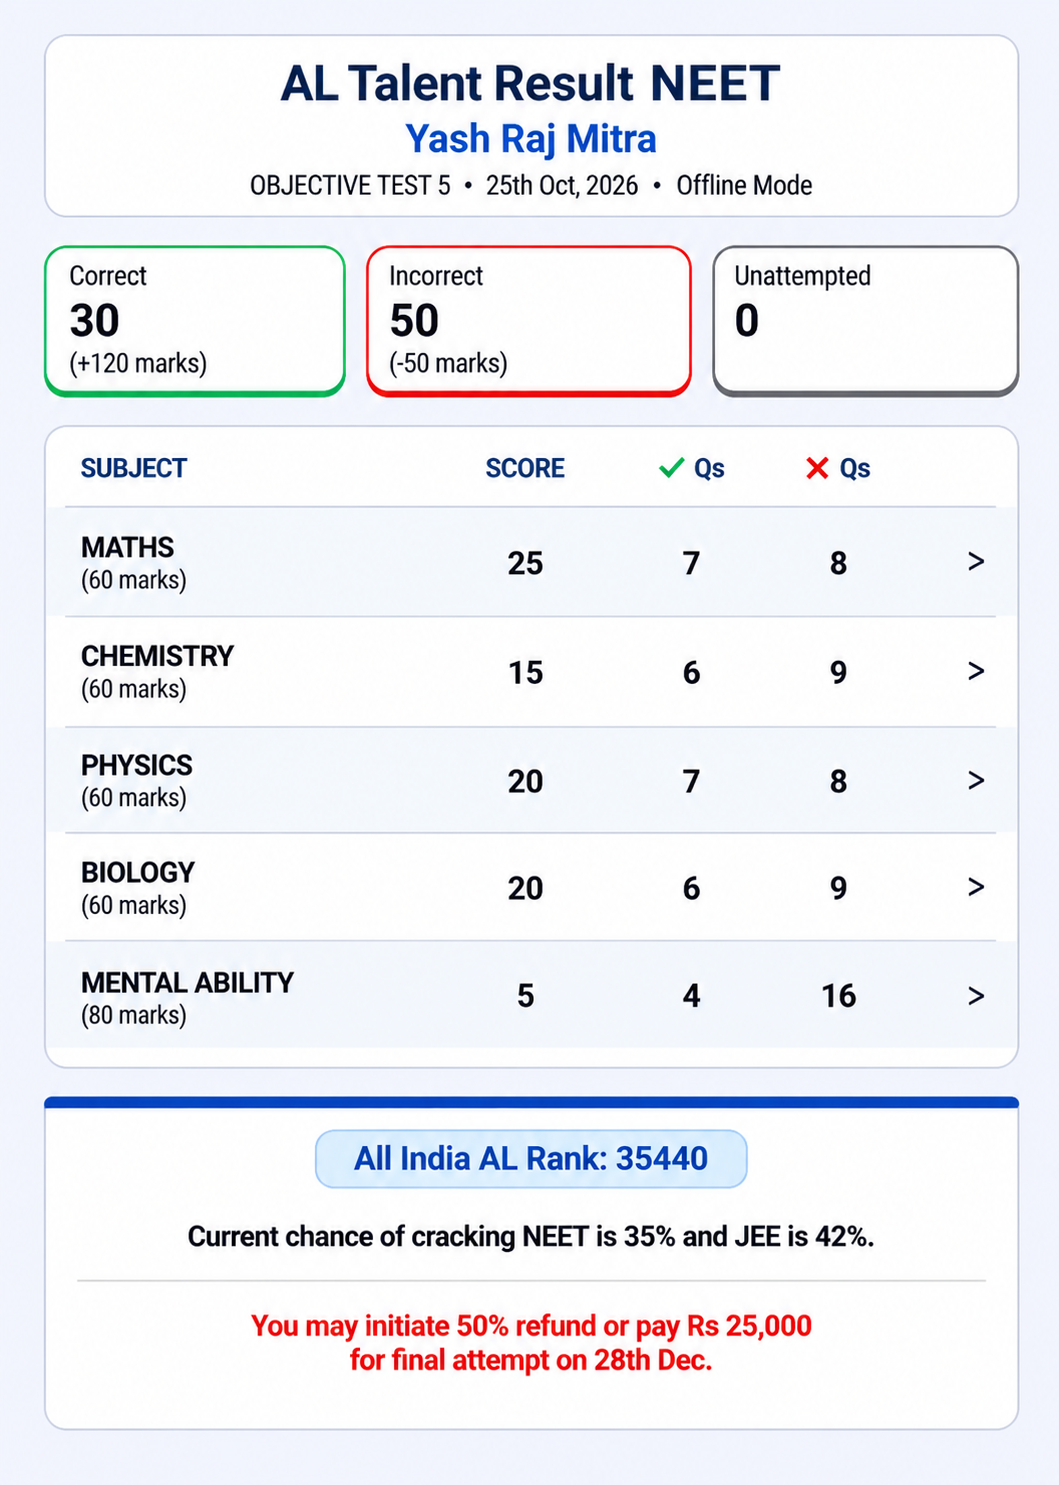 AL Talent Result NEET
Yash Raj Mitra
OBJECTIVE TEST 5 • 25th Oct, 2026 • Offline Mode
Correct
30
(+120 marks)
Incorrect
50
(-50 marks)
Unattempted
0
SUBJECT SCORE ✓ Qs ✗ Qs
MATHS
(60 marks)
25 7 8 >
CHEMISTRY
(60 marks)
15 6 9 >
PHYSICS
(60 marks)
20 7 8 >
BIOLOGY
(60 marks)
20 6 9 >
MENTAL ABILITY
(80 marks)
5 4 16 >
All India AL Rank: 35440
Current chance of cracking NEET is 35% and JEE is 42%.
You may initiate 50% refund or pay Rs 25,000
for final attempt on 28th Dec.